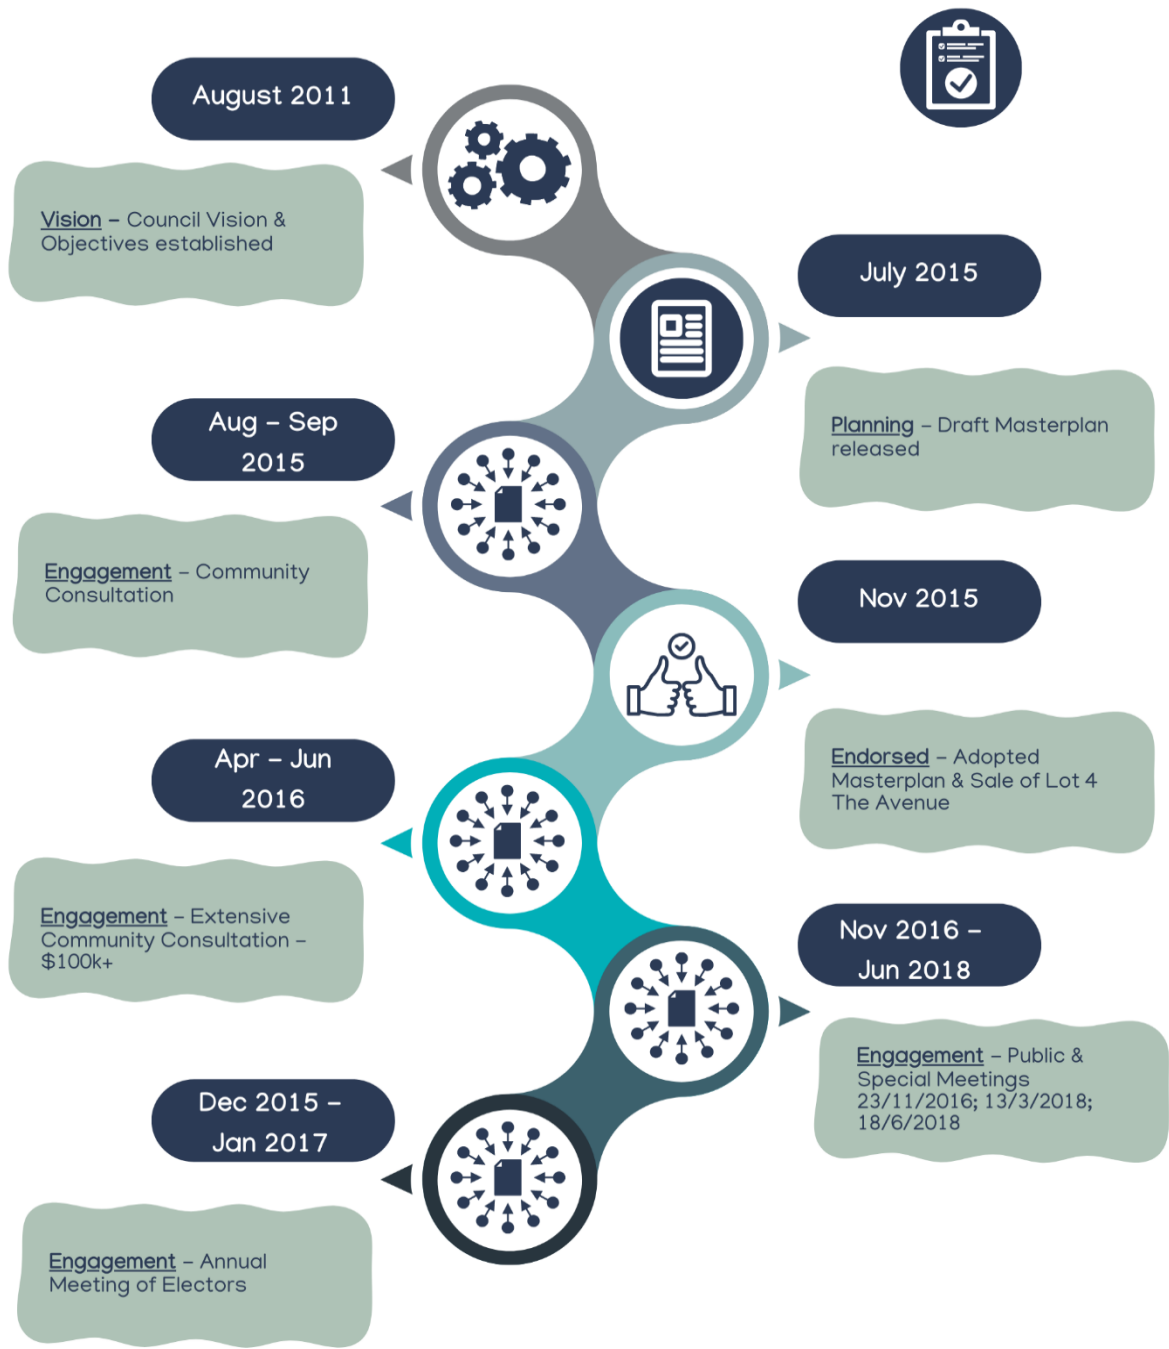 August 2011
Vision – Council Vision &
Objectives established
July 2015
Planning – Draft Masterplan
released
Aug – Sep
2015
Engagement – Community
Consultation
Nov 2015
Endorsed – Adopted
Masterplan & Sale of Lot 4
The Avenue
Apr – Jun
2016
Engagement – Extensive
Community Consultation –
$100k+
Nov 2016 –
Jun 2018
Engagement – Public &
Special Meetings
23/11/2016; 13/3/2018;
18/6/2018
Dec 2015 –
Jan 2017
Engagement – Annual
Meeting of Electors